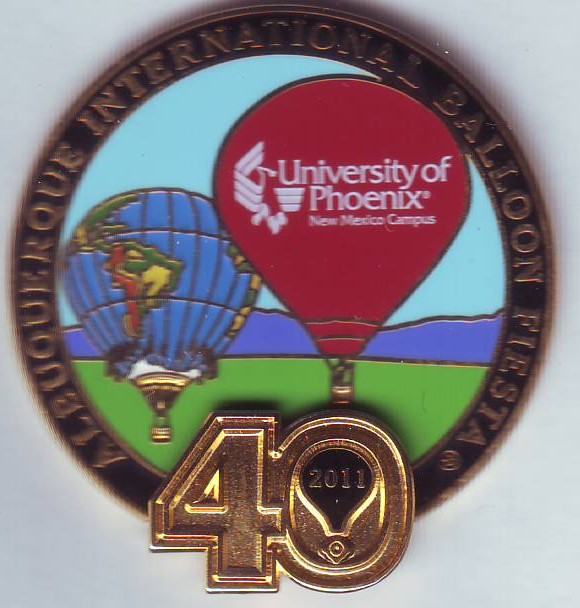 ALBUQUERQUE INTERNATIONAL BALLOON FIESTA®
University of
Phoenix®
New Mexico Campus
40
2011